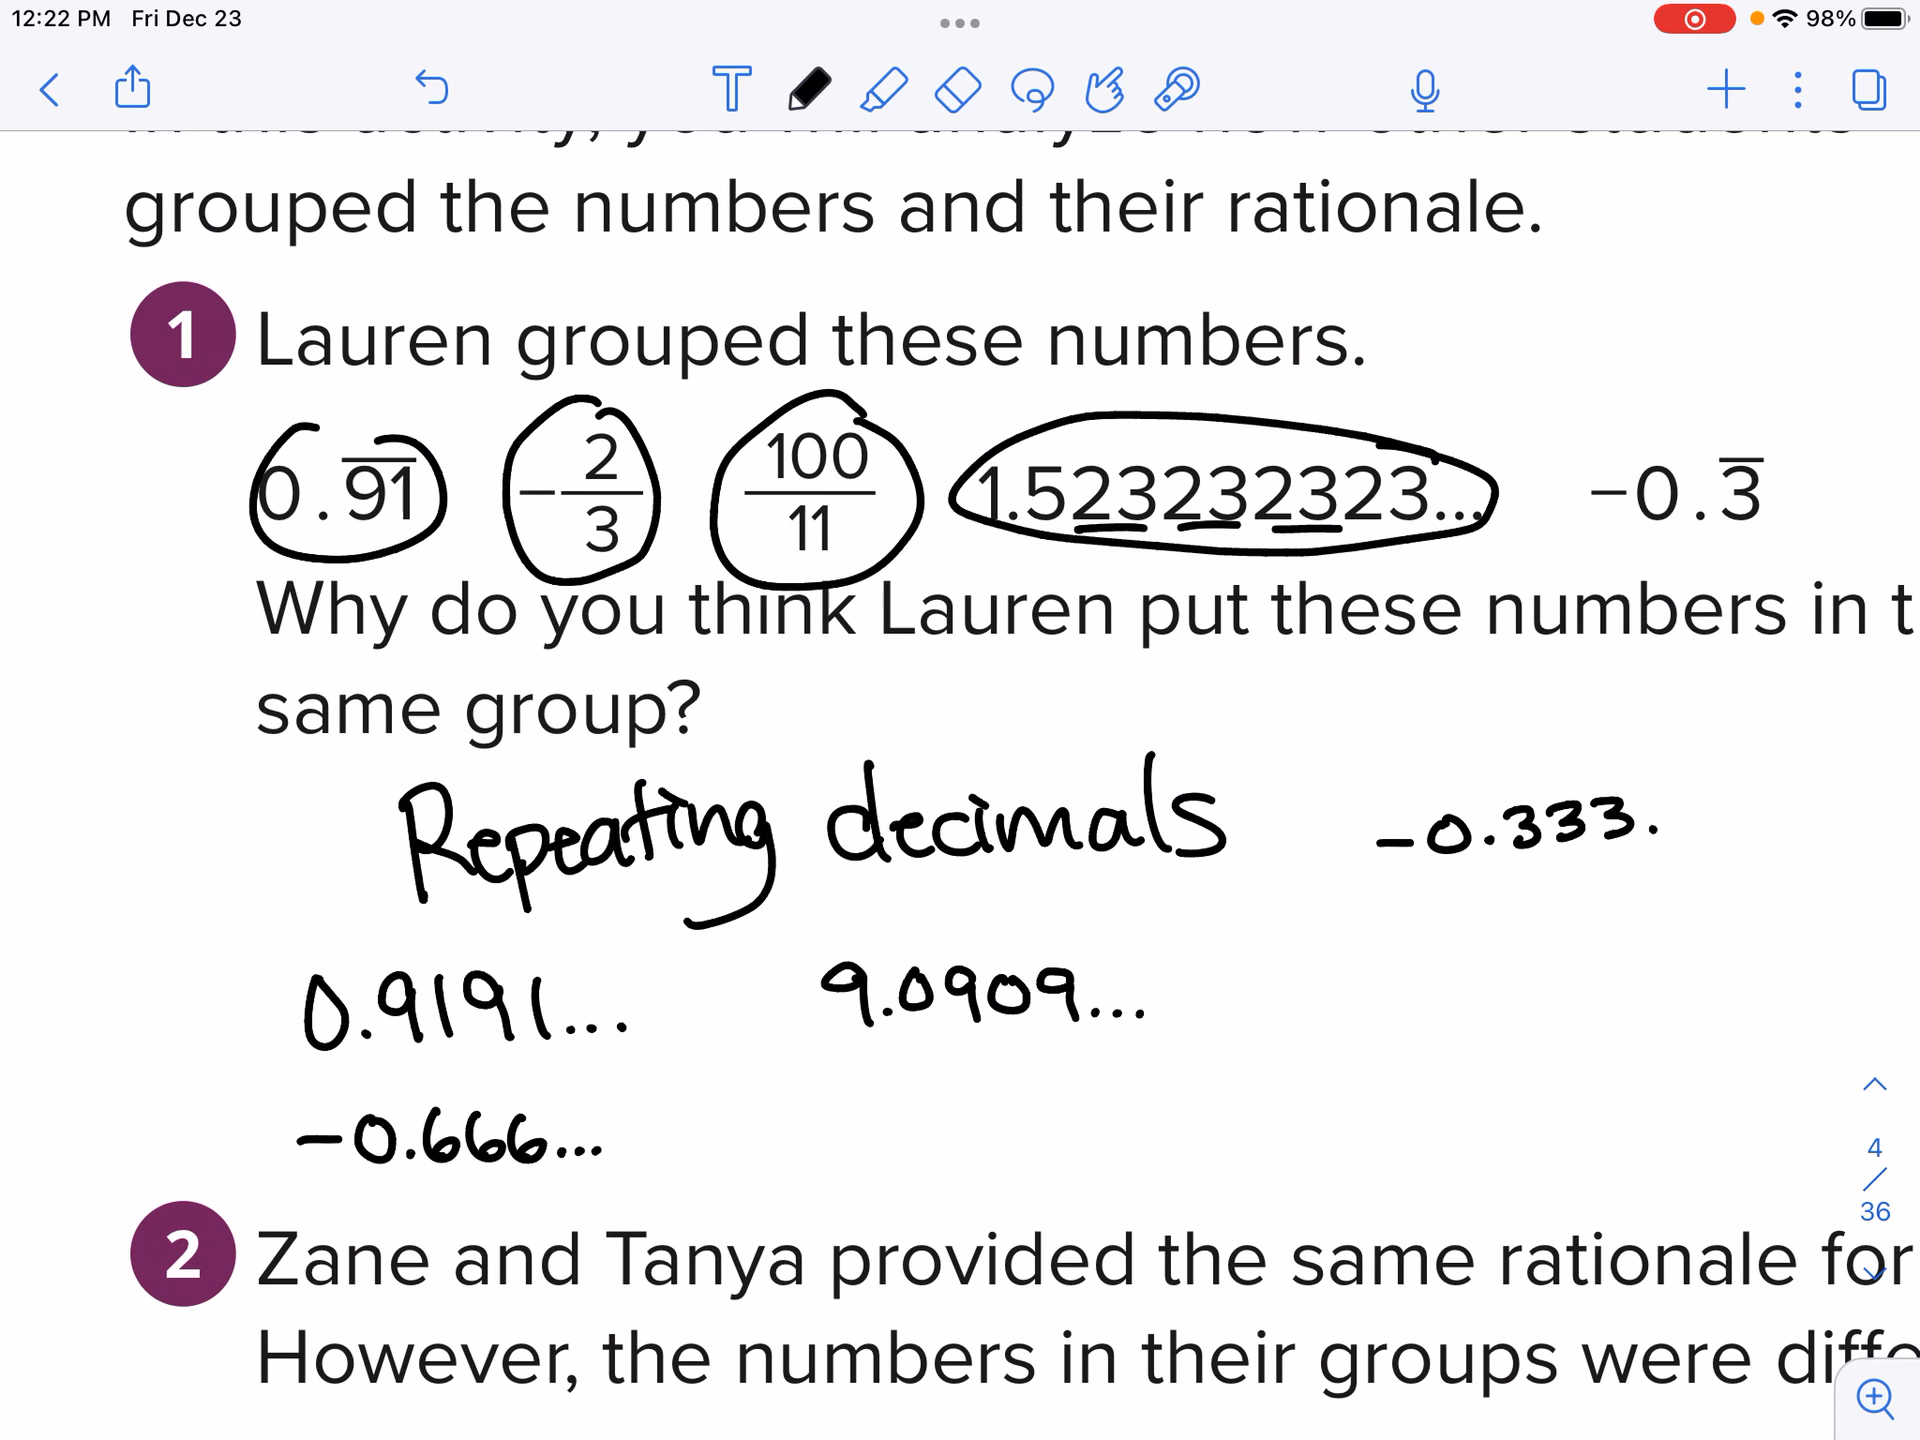 12:22 PM Fri Dec 23 98%
grouped the numbers and their rationale.
1 Lauren grouped these numbers.
0.9̅1̅ -2/3 100/11 1.523232323... -0.3̅
Why do you think Lauren put these numbers in t
same group?
Repeating decimals -0.333.
0.9191... 9.0909...
-0.666...
4
/
36
2 Zane and Tanya provided the same rationale for
However, the numbers in their groups were diffe